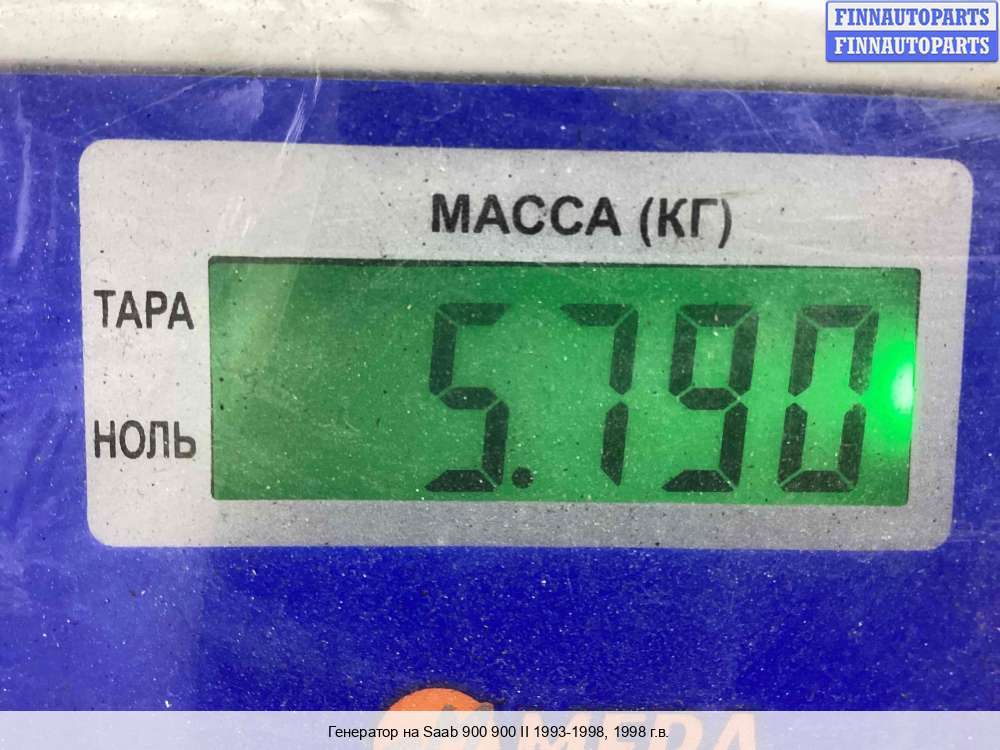 FINNAUTOPARTS
FINNAUTOPARTS
МАССА (КГ)
ТАРА
5.790
НОЛЬ
Генератор на Saab 900 900 II 1993-1998, 1998 г.в.